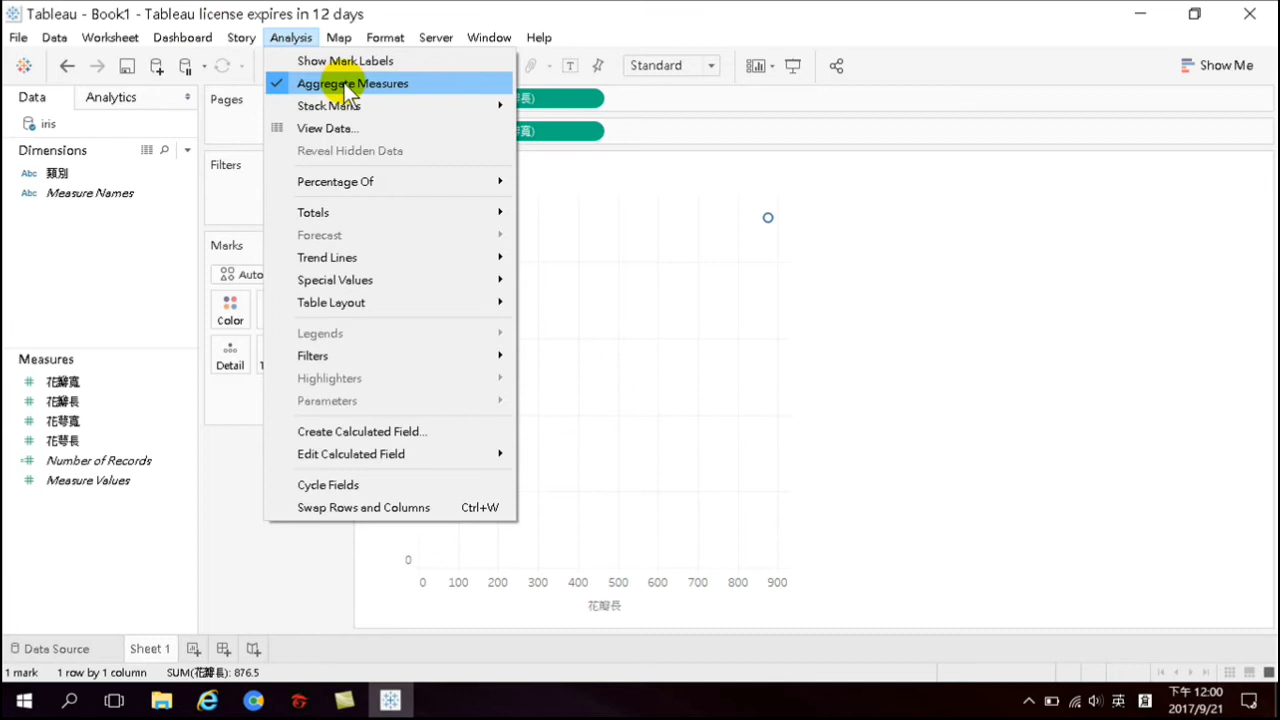 Tableau - Book1 - Tableau license expires in 12 days
File Data Worksheet Dashboard Story Analysis Map Format Server Window Help
Standard
Show Me
Data Analytics
Pages
iris
Dimensions
類別
Measure Names
Filters
Marks
Color
Detail
Measures
花瓣寬
花瓣長
花萼寬
花萼長
Number of Records
Measure Values
Show Mark Labels
Aggregate Measures
Stack Marks
View Data...
Reveal Hidden Data
Percentage Of
Totals
Forecast
Trend Lines
Special Values
Table Layout
Legends
Filters
Highlighters
Parameters
Create Calculated Field...
Edit Calculated Field
Cycle Fields
Swap Rows and Columns Ctrl+W
0
0 100 200 300 400 500 600 700 800 900
花瓣長
Data Source Sheet 1
1 mark 1 row by 1 column SUM(花瓣長): 876.5
英
下午 12:00
2017/9/21